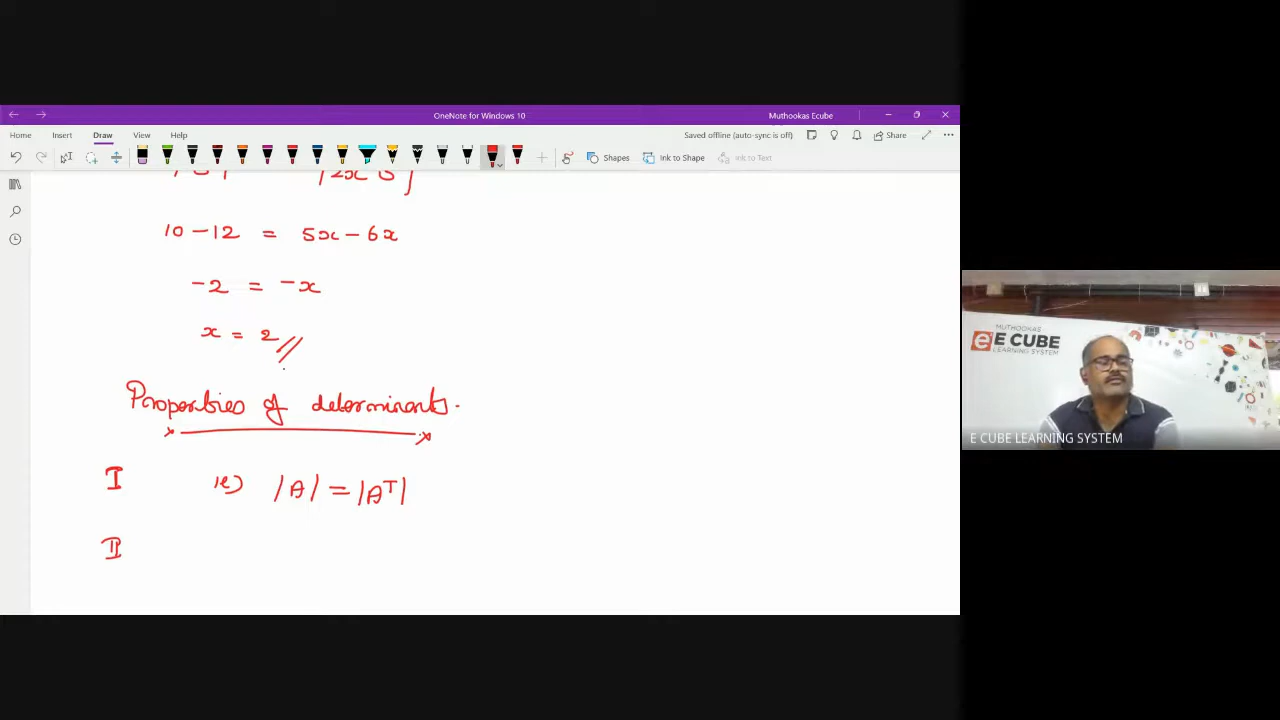 OneNote for Windows 10
Muthookas Ecube
Home Insert Draw View Help
Saved offline (auto-sync is off)
Share
Shapes
Ink to Shape
Ink to Text
10 - 12 = 5x - 6x
-2 = -x
x = 2 //
Properties of determinants.
I ie) |A| = |A^T|
II
MUTHOOKAS
e E CUBE
LEARNING SYSTEM
E CUBE LEARNING SYSTEM